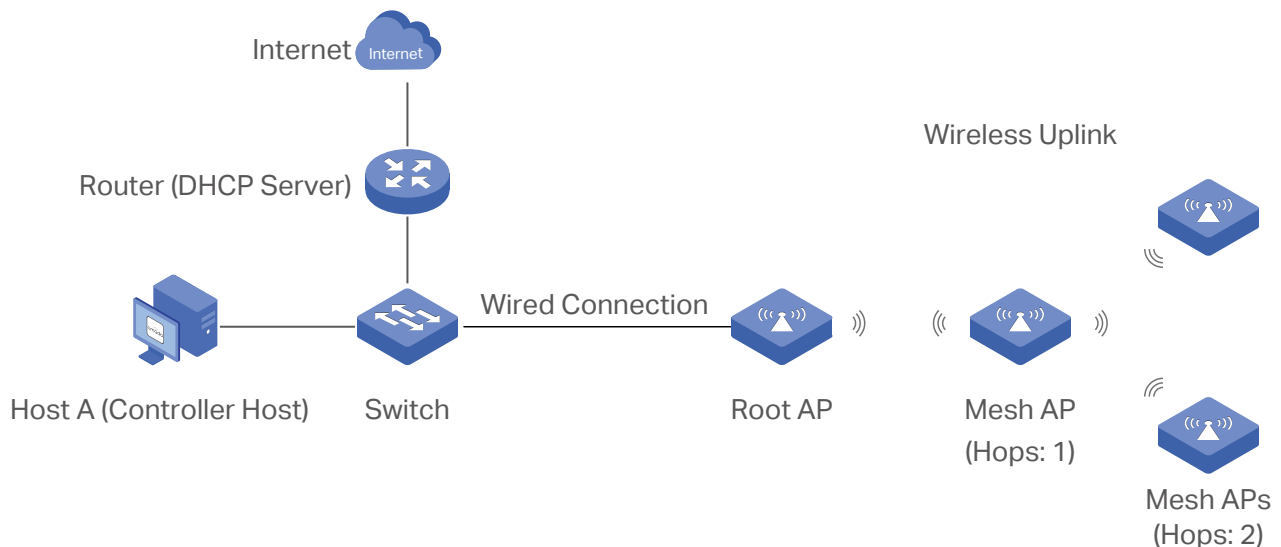 Internet
Internet
Wireless Uplink
Router (DHCP Server)
Wired Connection
Host A (Controller Host)
Switch
Root AP
Mesh AP
(Hops: 1)
Mesh APs
(Hops: 2)